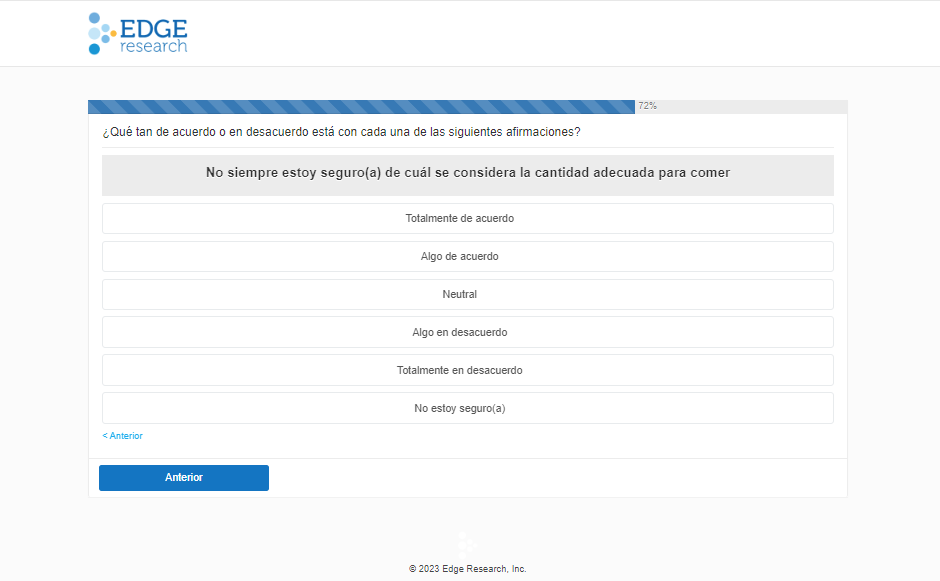 EDGE
research
72%
¿Qué tan de acuerdo o en desacuerdo está con cada una de las siguientes afirmaciones?
No siempre estoy seguro(a) de cuál se considera la cantidad adecuada para comer
Totalmente de acuerdo
Algo de acuerdo
Neutral
Algo en desacuerdo
Totalmente en desacuerdo
No estoy seguro(a)
< Anterior
Anterior
© 2023 Edge Research, Inc.